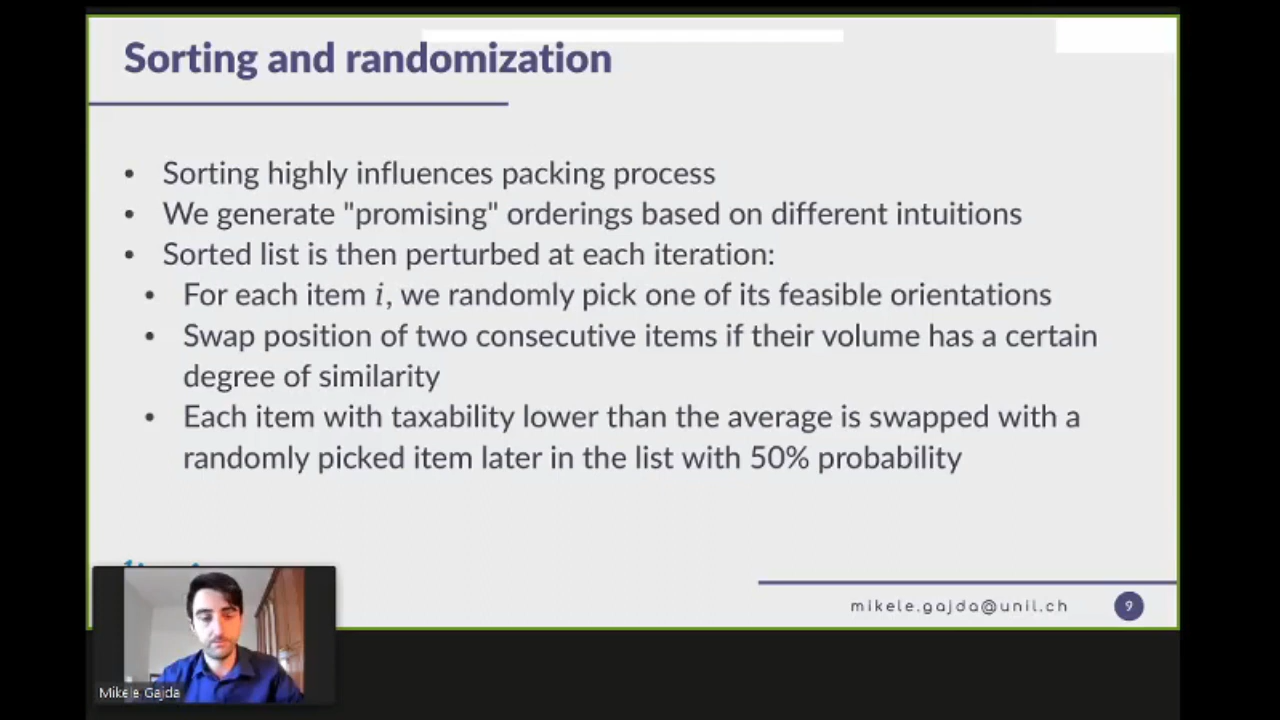 Sorting and randomization
• Sorting highly influences packing process
• We generate "promising" orderings based on different intuitions
• Sorted list is then perturbed at each iteration:
• For each item i, we randomly pick one of its feasible orientations
• Swap position of two consecutive items if their volume has a certain
degree of similarity
• Each item with taxability lower than the average is swapped with a
randomly picked item later in the list with 50% probability
mikele.gajda@unil.ch
9
Mikele Gajda